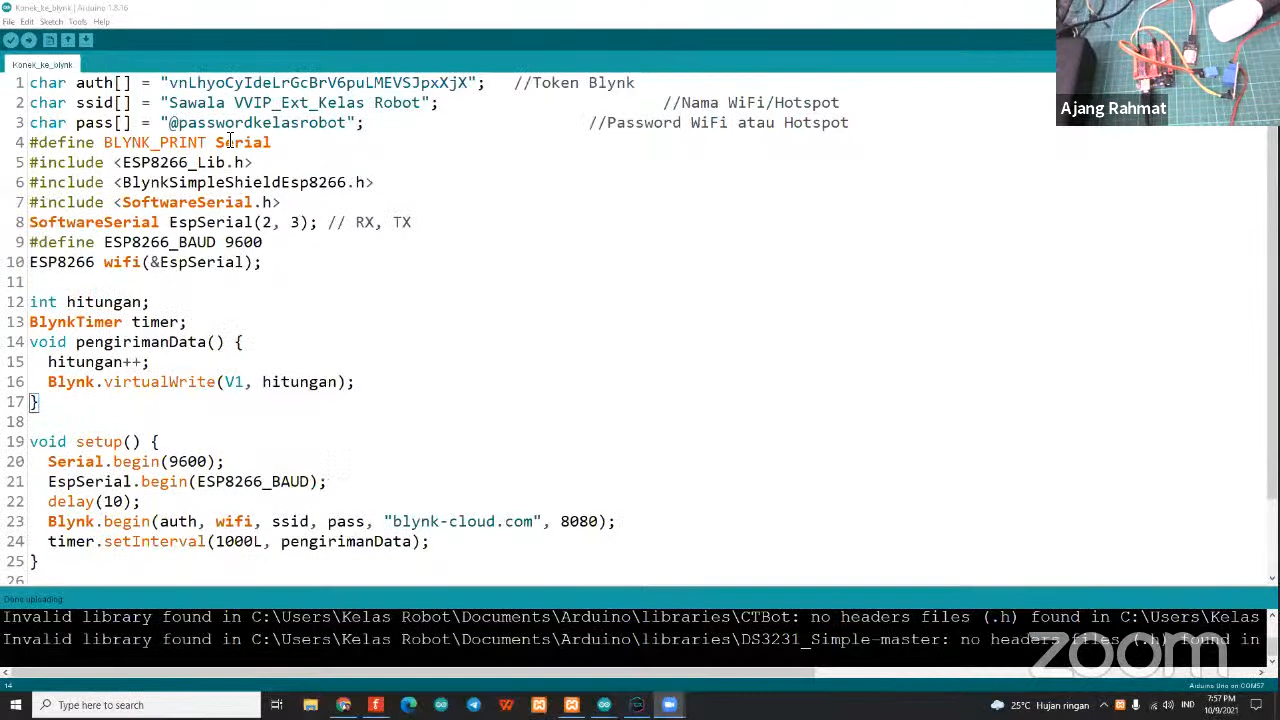 Konek_ke_blynk | Arduino 1.8.16
File Edit Sketch Tools Help
Konek_ke_blynk
Ajang Rahmat
1 char auth[] = "vnLhyoCyIdeLrGcBrV6puLMEVSJpxXjX"; //Token Blynk
2 char ssid[] = "Sawala VVIP_Ext_Kelas Robot"; //Nama WiFi/Hotspot
3 char pass[] = "@passwordkelasrobot"; //Password WiFi atau Hotspot
4 #define BLYNK_PRINT Serial
5 #include <ESP8266_Lib.h>
6 #include <BlynkSimpleShieldEsp8266.h>
7 #include <SoftwareSerial.h>
8 SoftwareSerial EspSerial(2, 3); // RX, TX
9 #define ESP8266_BAUD 9600
10 ESP8266 wifi(&EspSerial);
11
12 int hitungan;
13 BlynkTimer timer;
14 void pengirimanData() {
15 hitungan++;
16 Blynk.virtualWrite(V1, hitungan);
17 }
18
19 void setup() {
20 Serial.begin(9600);
21 EspSerial.begin(ESP8266_BAUD);
22 delay(10);
23 Blynk.begin(auth, wifi, ssid, pass, "blynk-cloud.com", 8080);
24 timer.setInterval(1000L, pengirimanData);
25 }
26
Done uploading.
Invalid library found in C:\Users\Kelas Robot\Documents\Arduino\libraries\CTBot: no headers files (.h) found in C:\Users\Kelas
Invalid library found in C:\Users\Kelas Robot\Documents\Arduino\libraries\DS3231_Simple-master: no headers files (.h) found in
zoom
14 Arduino Uno on COM57
Type here to search
25°C Hujan ringan
IND
7:57 PM
10/9/2021